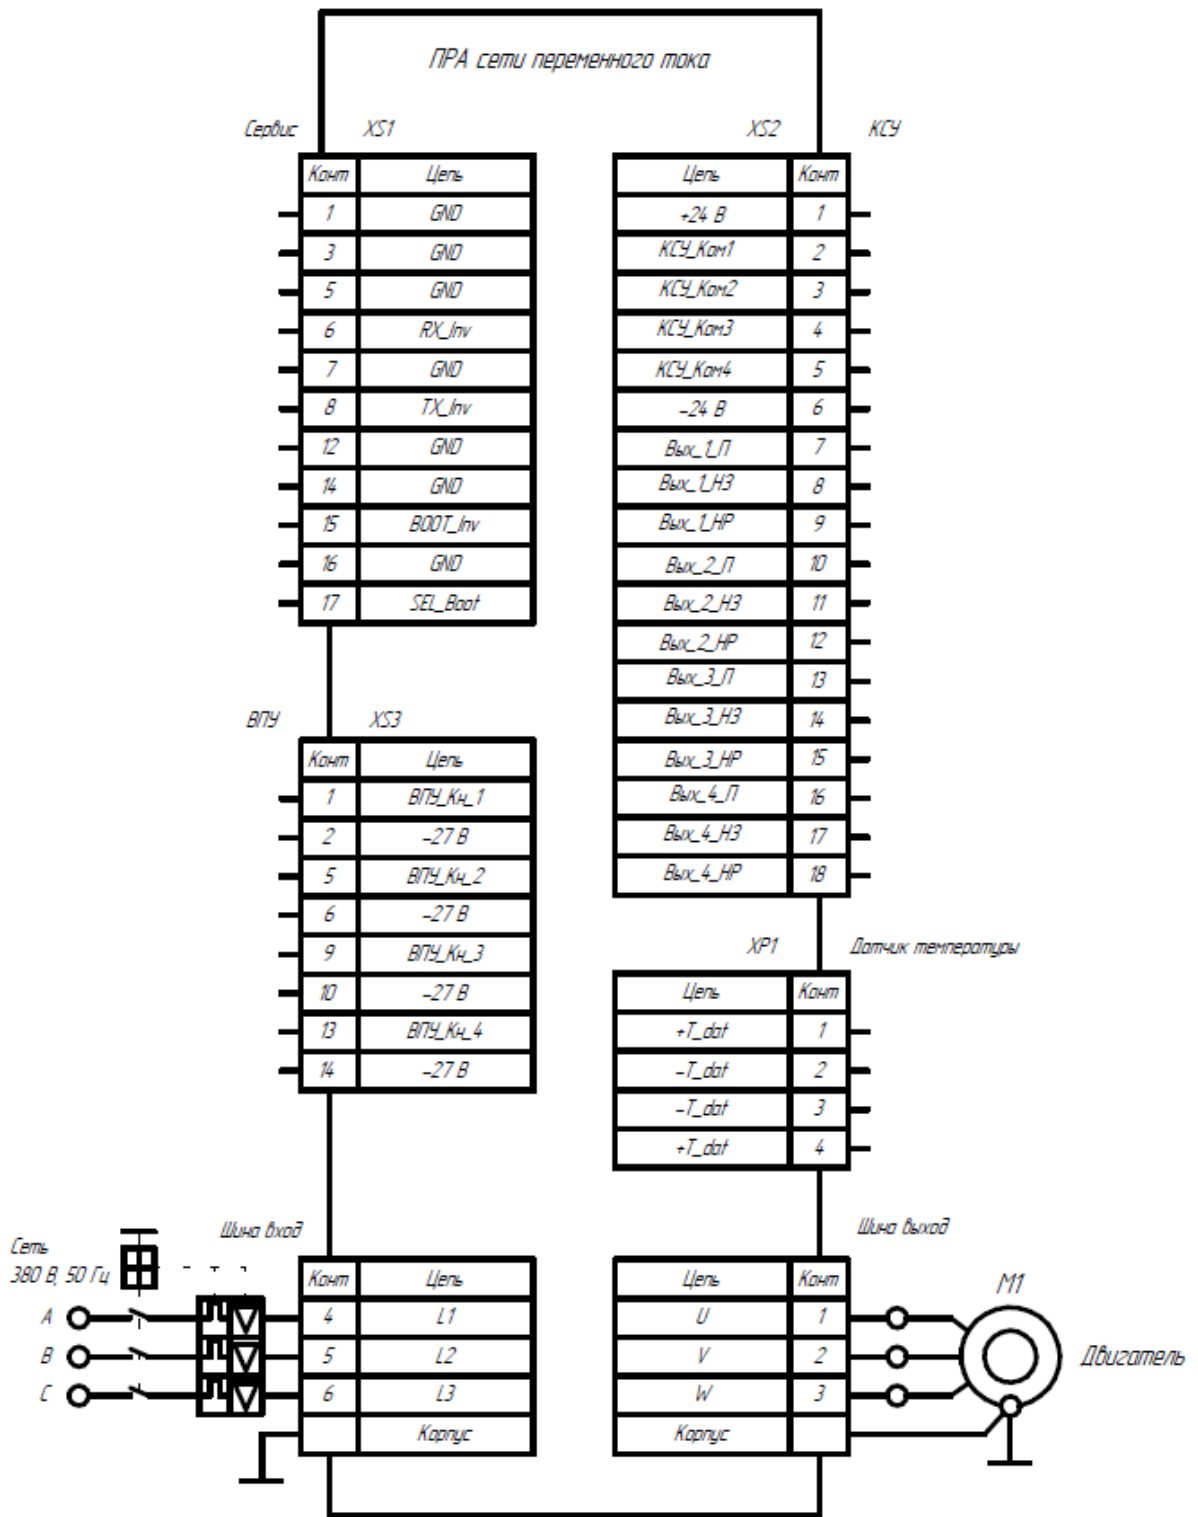 ПРА сети переменного тока
Сервис XS1
Конт Цепь
1 GND
3 GND
5 GND
6 RX_Inv
7 GND
8 TX_Inv
12 GND
14 GND
15 BOOT_Inv
16 GND
17 SEL_Boot
XS2 КСУ
Цепь Конт
+24 В 1
КСУ_Ком1 2
КСУ_Ком2 3
КСУ_Ком3 4
КСУ_Ком4 5
-24 В 6
Вых_1_П 7
Вых_1_НЗ 8
Вых_1_НР 9
Вых_2_П 10
Вых_2_НЗ 11
Вых_2_НР 12
Вых_3_П 13
Вых_3_НЗ 14
Вых_3_НР 15
Вых_4_П 16
Вых_4_НЗ 17
Вых_4_НР 18
ВПУ XS3
Конт Цепь
1 ВПУ_Кн_1
2 -27 В
5 ВПУ_Кн_2
6 -27 В
9 ВПУ_Кн_3
10 -27 В
13 ВПУ_Кн_4
14 -27 В
XP1 Датчик температуры
Цепь Конт
+T_dat 1
-T_dat 2
-T_dat 3
+T_dat 4
Сеть
380 В, 50 Гц
A
B
C
Шина вход
Конт Цепь
4 L1
5 L2
6 L3
Корпус
Шина выход
Цепь Конт
U 1
V 2
W 3
Корпус
M1
Двигатель